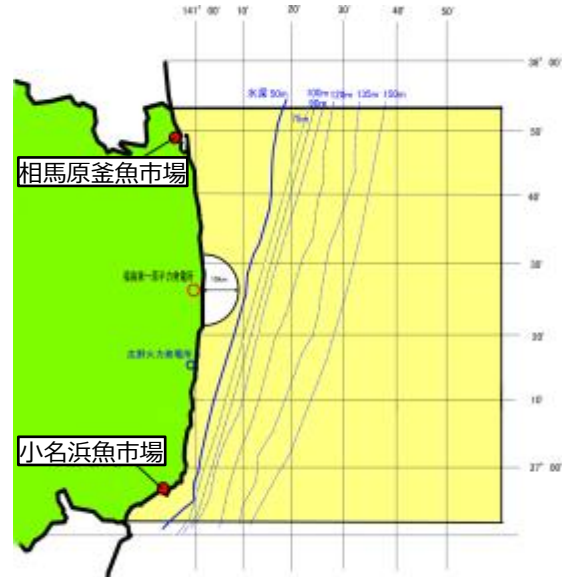 141° 00' 10' 20' 30' 40' 50'
38° 00'
水深 50m 100m 120m 135m 150m
90m
75m
50'
相馬原釜魚市場
40'
30'
福島第一原子力発電所
10km
20'
広野火力発電所
10'
小名浜魚市場
37° 00'